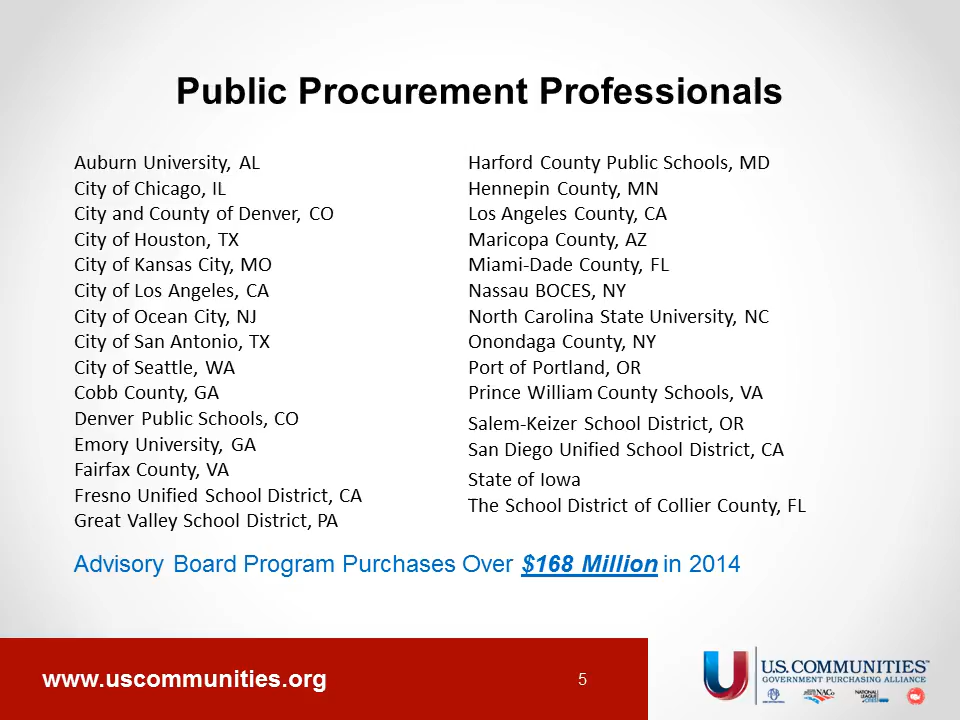 Public Procurement Professionals
Auburn University, AL
City of Chicago, IL
City and County of Denver, CO
City of Houston, TX
City of Kansas City, MO
City of Los Angeles, CA
City of Ocean City, NJ
City of San Antonio, TX
City of Seattle, WA
Cobb County, GA
Denver Public Schools, CO
Emory University, GA
Fairfax County, VA
Fresno Unified School District, CA
Great Valley School District, PA
Harford County Public Schools, MD
Hennepin County, MN
Los Angeles County, CA
Maricopa County, AZ
Miami-Dade County, FL
Nassau BOCES, NY
North Carolina State University, NC
Onondaga County, NY
Port of Portland, OR
Prince William County Schools, VA
Salem-Keizer School District, OR
San Diego Unified School District, CA
State of Iowa
The School District of Collier County, FL
Advisory Board Program Purchases Over $168 Million in 2014
www.uscommunities.org
5
U.S. COMMUNITIES™
GOVERNMENT PURCHASING ALLIANCE
NACo
NATIONAL LEAGUE of CITIES